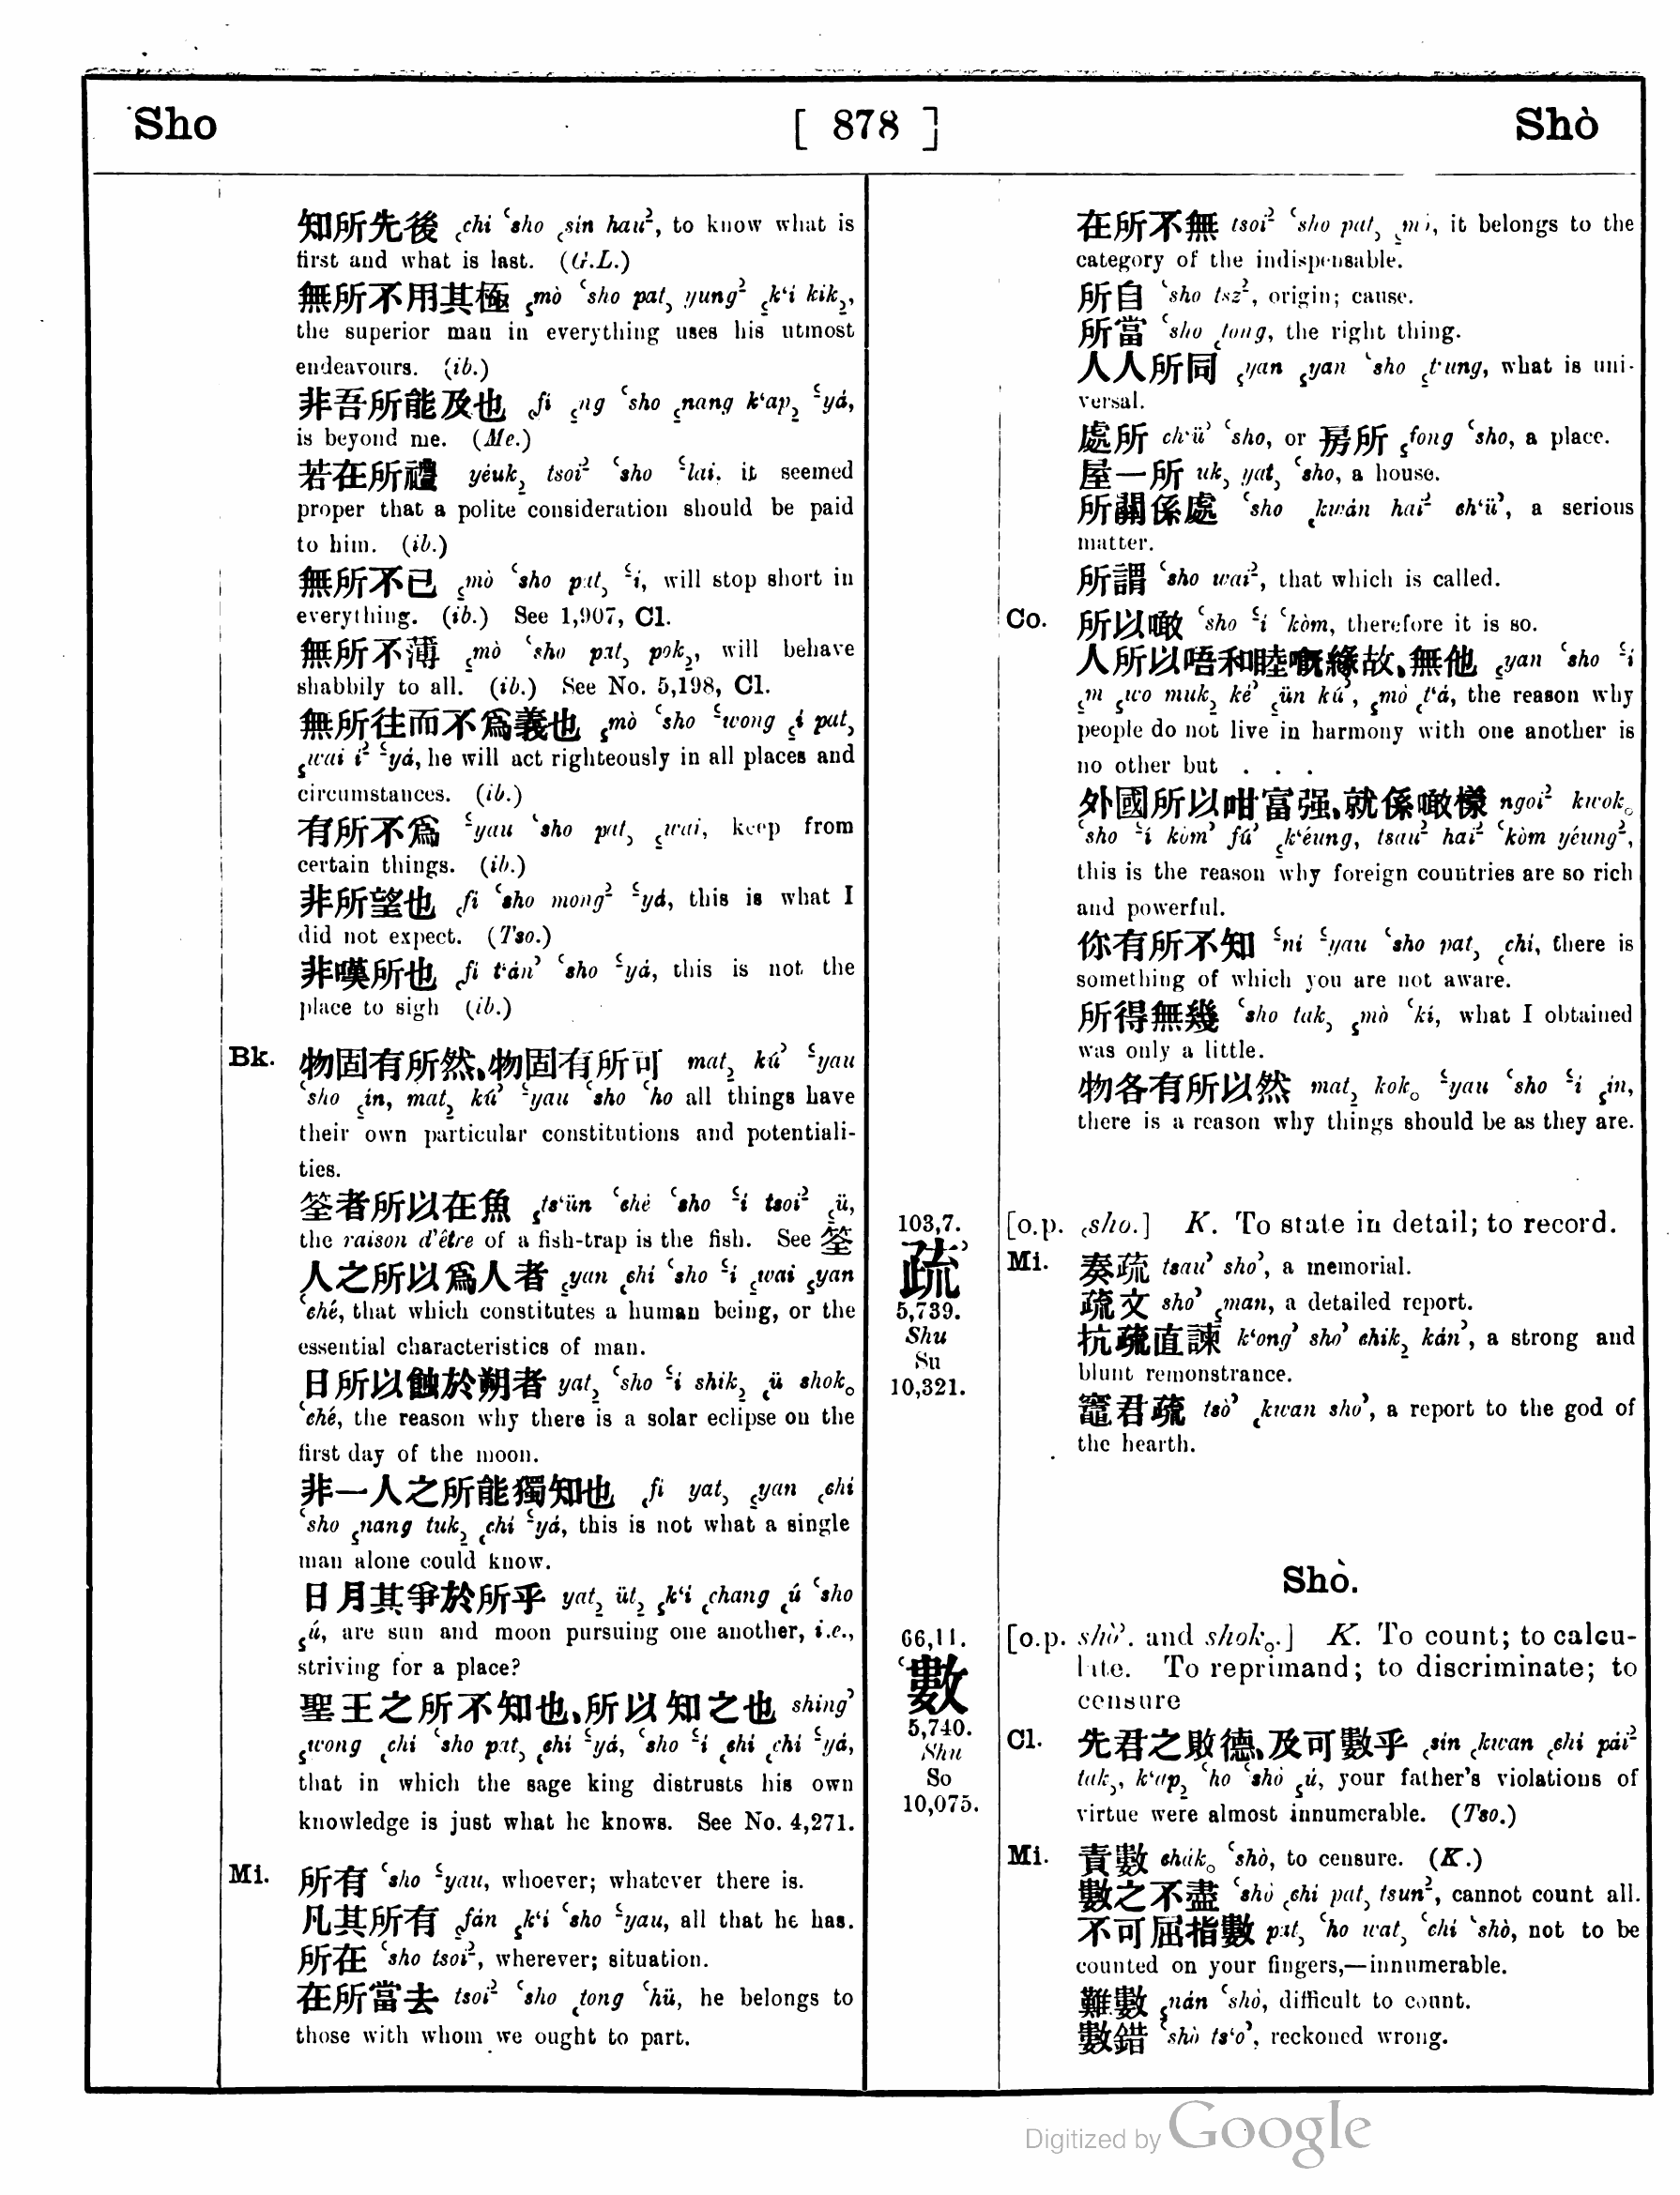 Sho [ 878 ] Shò
知所先後 ꜀chi ꜂sho ꜀sin hau², to know what is
first and what is last. (G.L.)
無所不用其極 ꜁mò ꜂sho pat꜆ yung² ꜁k‘i kik꜇,
the superior man in everything uses his utmost
endeavours. (ib.)
非吾所能及也 ꜀fi ꜁ng ꜂sho ꜁nang k‘ap꜇ ꜃yá,
is beyond me. (Me.)
若在所禮 yéuk꜇ tsoi² ꜂sho ꜃lai. it seemed
proper that a polite consideration should be paid
to him. (ib.)
無所不已 ꜁mò ꜂sho pat꜆ ꜃i, will stop short in
everything. (ib.) See 1,907, Cl.
無所不薄 ꜁mò ꜂sho pat꜆ pok꜇, will behave
shabbily to all. (ib.) See No. 5,198, Cl.
無所往而不爲義也 ꜁mò ꜂sho ꜃wong ꜁i pat꜆
꜁wai i² ꜃yá, he will act righteously in all places and
circumstances. (ib.)
有所不爲 ꜃yau ꜂sho pat꜆ ꜁wai, keep from
certain things. (ib.)
非所望也 ꜀fi ꜂sho mong² ꜃yá, this is what I
did not expect. (Tso.)
非嘆所也 ꜀fi t‘án꜄ ꜂sho ꜃yá, this is not the
place to sigh (ib.)
Bk. 物固有所然、物固有所可 mat꜇ kú꜄ ꜃yau
꜂sho ꜁in, mat꜇ kú꜄ ꜃yau ꜂sho ꜂ho all things have
their own particular constitutions and potentiali-
ties.
筌者所以在魚 ꜁ts‘ün ꜂ché ꜂sho ꜃i tsoi² ꜁ü,
the raison d'être of a fish-trap is the fish. See 筌
人之所以爲人者 ꜁yan ꜀chi ꜂sho ꜃i ꜁wai ꜁yan
꜂ché, that which constitutes a human being, or the
essential characteristics of man.
日所以蝕於朔者 yat꜇ ꜂sho ꜃i shik꜇ ꜀ü shok꜀
꜂ché, the reason why there is a solar eclipse on the
first day of the moon.
非一人之所能獨知也 ꜀fi yat꜆ ꜁yan ꜀chi
꜂sho ꜁nang tuk꜇ ꜀chi ꜃yá, this is not what a single
man alone could know.
日月其爭於所乎 yat꜇ üt꜇ ꜁k‘i ꜀chang ꜀ú ꜂sho
꜁ú, are sun and moon pursuing one another, i.e.,
striving for a place?
聖王之所不知也、所以知之也 shing꜄
꜁wong ꜀chi ꜂sho pat꜆ ꜀chi ꜃yá, ꜂sho ꜃i ꜀chi ꜀chi ꜃yá,
that in which the sage king distrusts his own
knowledge is just what he knows. See No. 4,271.
Mi. 所有 ꜂sho ꜃yau, whoever; whatever there is.
凡其所有 ꜁fán ꜁k‘i ꜂sho ꜃yau, all that he has.
所在 ꜂sho tsoi², wherever; situation.
在所當去 tsoi² ꜂sho ꜀tong ꜂hü, he belongs to
those with whom we ought to part.
在所不無 tsoi² ꜂sho pat꜆ it belongs to the
category of the indispensable.
所自 ꜂sho tsz², origin; cause.
所當 ꜂sho ꜀tong, the right thing.
人人所同 ꜁yan ꜁yan ꜂sho ꜁t‘ung, what is uni-
versal.
處所 ch‘ü꜄ ꜂sho, or 房所 ꜁fong ꜂sho, a place.
屋一所 uk꜆ yat꜆ ꜂sho, a house.
所關係處 ꜂sho ꜀kwán hai² ch‘ü꜄, a serious
matter.
所謂 ꜂sho wai², that which is called.
Co. 所以噉 ꜂sho ꜃i ꜂kòm, therefore it is so.
人所以唔和睦嘅緣故、無他 ꜁yan ꜂sho ꜃i
꜁m ꜁wo muk꜇ ké꜄ ꜁ün kú꜄, ꜁mò ꜀t‘á, the reason why
people do not live in harmony with one another is
no other but . . .
外國所以咁富强、就係噉樣 ngoi² kwok꜀
꜂sho ꜃i kòm꜄ fú꜄ ꜁k‘éung, tsau² hai² ꜂kòm yéung²,
this is the reason why foreign countries are so rich
and powerful.
你有所不知 ꜃ni ꜃yau ꜂sho pat꜆ ꜀chi, there is
something of which you are not aware.
所得無幾 ꜂sho tak꜆ ꜁mò ꜂ki, what I obtained
was only a little.
物各有所以然 mat꜇ kok꜀ ꜃yau ꜂sho ꜃i ꜁in,
there is a reason why things should be as they are.
103,7.
疏꜄
5,739.
Shu
Su
10,321.
[o.p. ꜀sho.] K. To state in detail; to record.
Mi. 奏疏 tsau꜄ sho꜄, a memorial.
疏文 sho꜄ ꜁man, a detailed report.
抗疏直諫 k‘ong꜄ sho꜄ chik꜇ kán꜄, a strong and
blunt remonstrance.
竈君疏 tsò꜄ ꜀kwan sho꜄, a report to the god of
the hearth.
Shò.
66,11.
꜂數
5,740.
Shu
So
10,075.
[o.p. shò꜄. and shok꜀.] K. To count; to calcu-
late. To reprimand; to discriminate; to
censure
Cl. 先君之敗德、及可數乎 ꜀sin ꜀kwan ꜀chi pái²
tak꜆, k‘ap꜇ ꜂ho ꜂shò ꜁ú, your father's violations of
virtue were almost innumerable. (Tso.)
Mi. 責數 chák꜀ ꜂shò, to censure. (K.)
數之不盡 ꜂shò ꜀chi pat꜆ tsun², cannot count all.
不可屈指數 pat꜆ ꜂ho wat꜆ ꜂chi ꜂shò, not to be
counted on your fingers,—innumerable.
難數 ꜁nán ꜂shò, difficult to count.
數錯 ꜂shò ts‘o꜄, reckoned wrong.
Digitized by Google